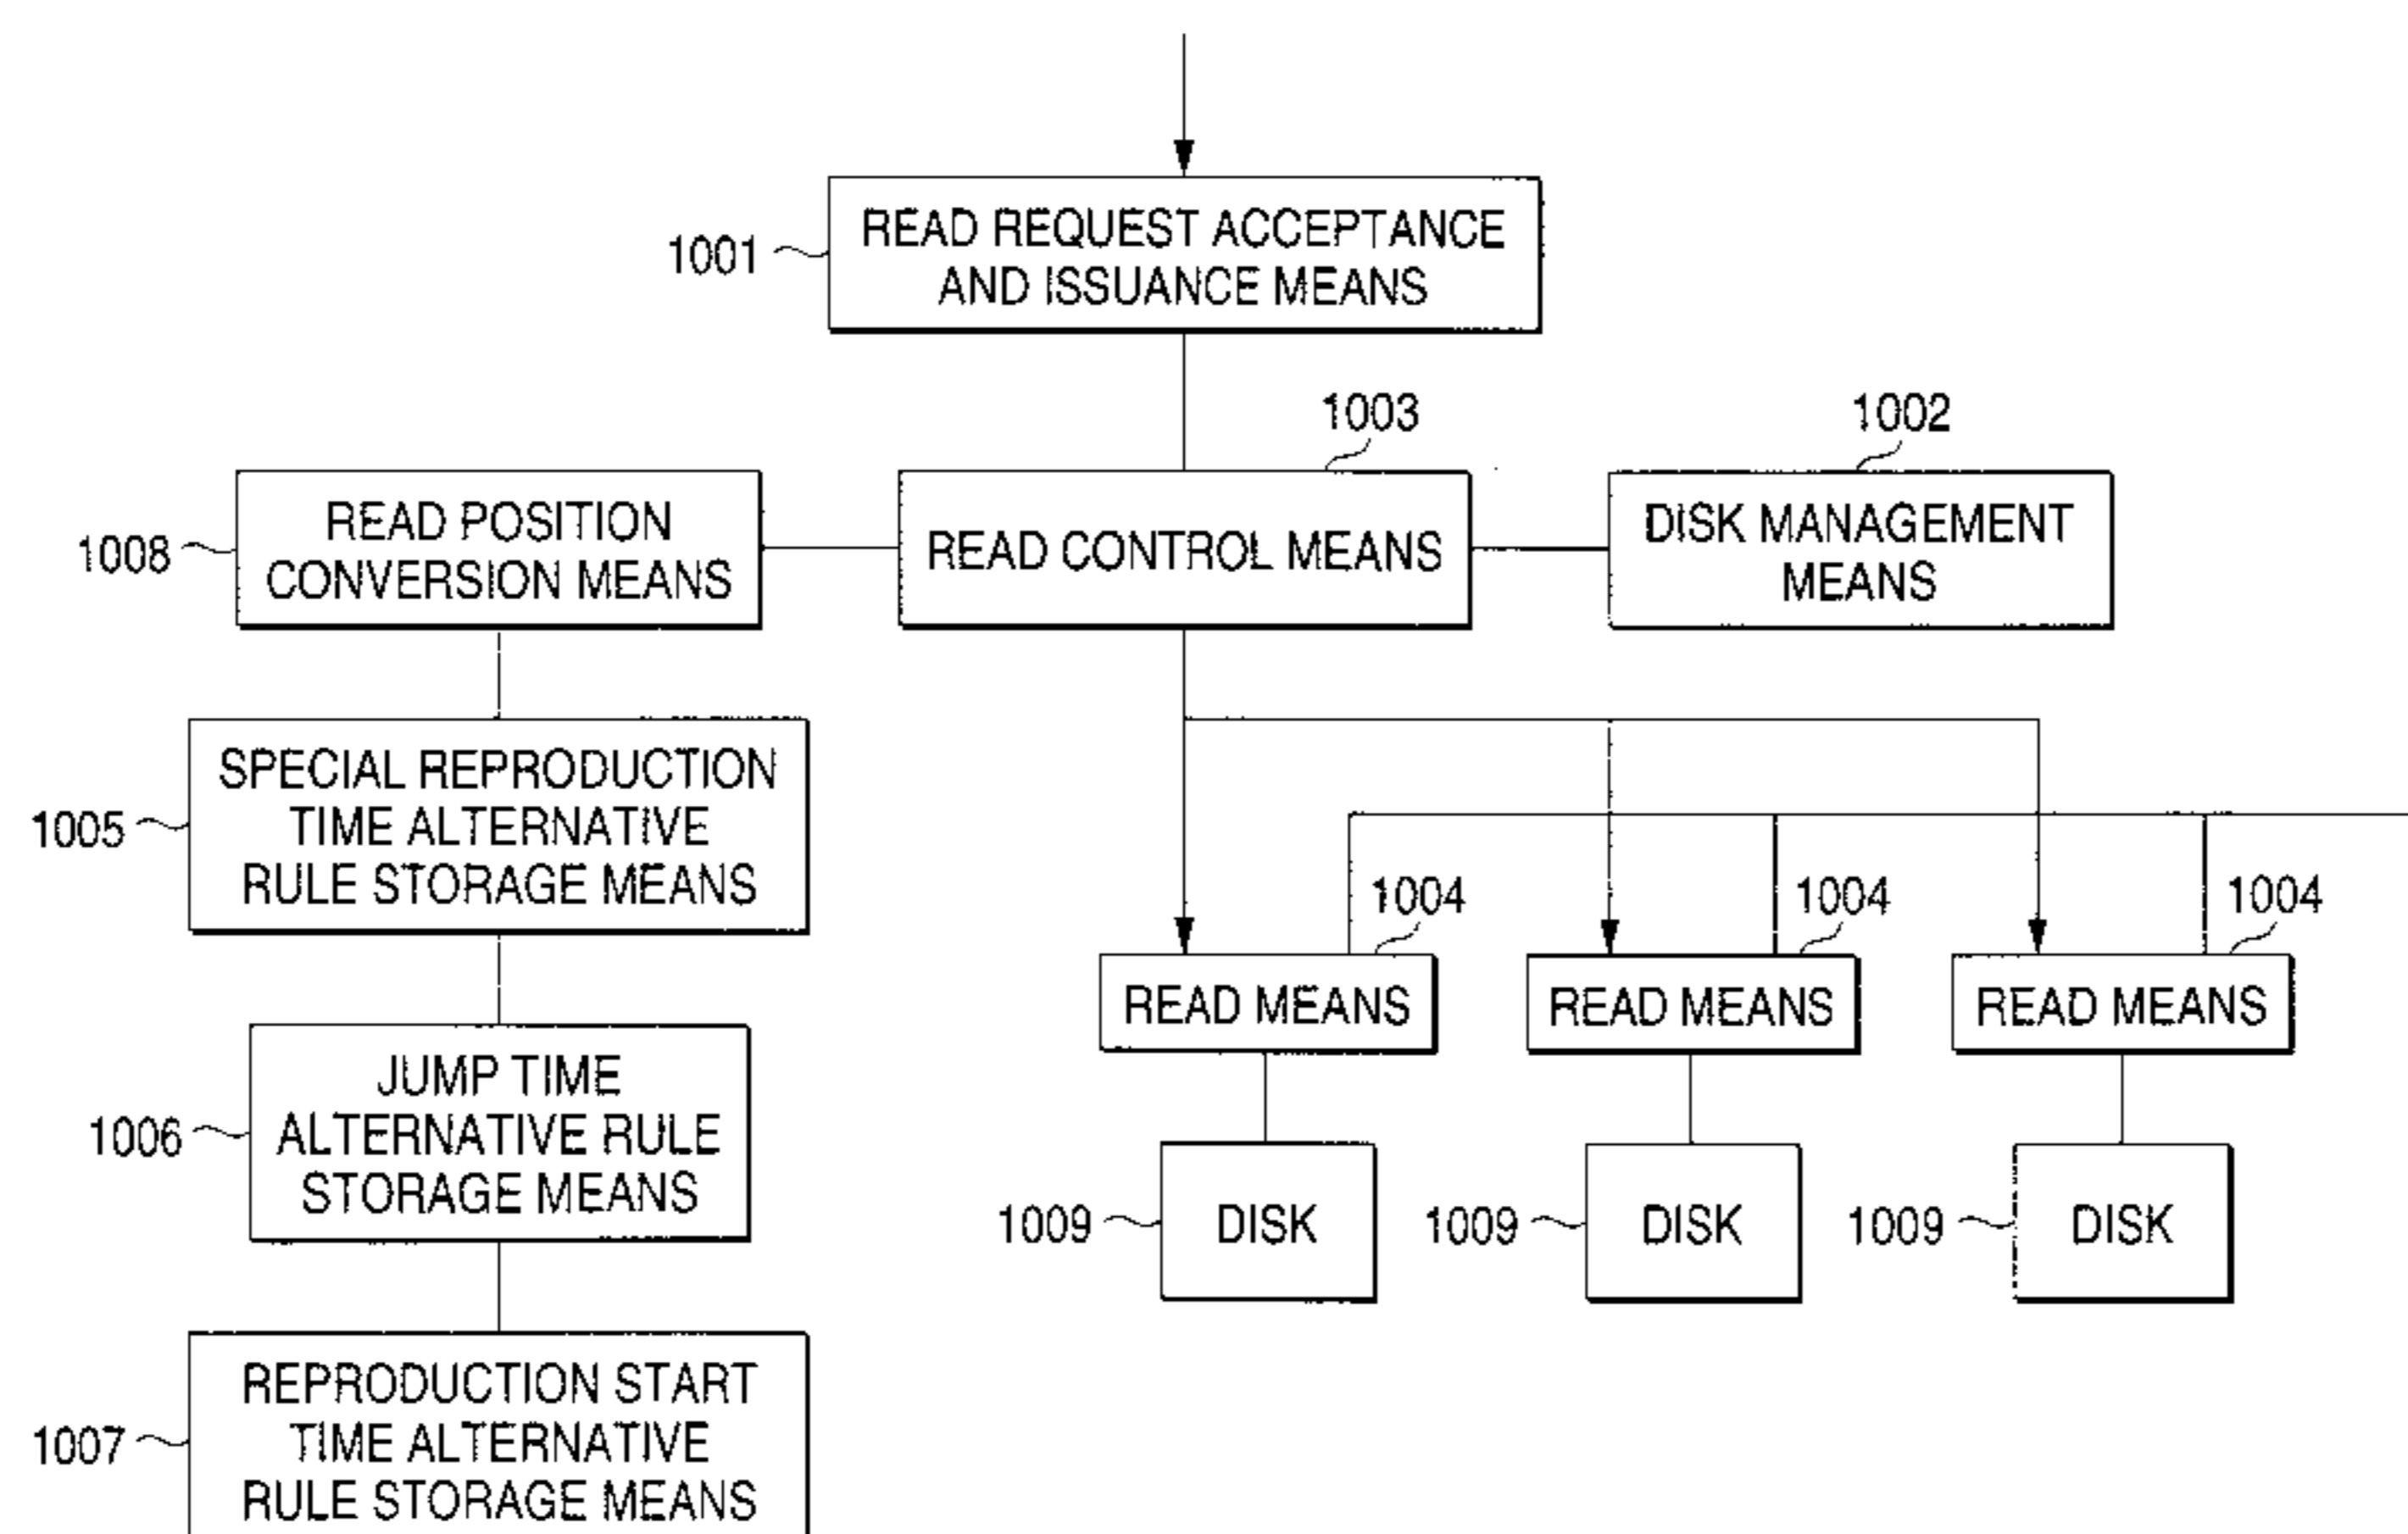 READ REQUEST ACCEPTANCE
1001
AND ISSUANCE MEANS
1003
1002
READ POSITION
CONVERSION MEANS
1008
READ CONTROL MEANS
DISK MANAGEMENT
MEANS
SPECIAL REPRODUCTION
TIME ALTERNATIVE
RULE STORAGE MEANS
1005
1004
1004
1004
READ MEANS
READ MEANS
READ MEANS
JUMP TIME
ALTERNATIVE RULE
STORAGE MEANS
1006
1009
DISK
1009
DISK
1009
DISK
REPRODUCTION START
TIME ALTERNATIVE
RULE STORAGE MEANS
1007